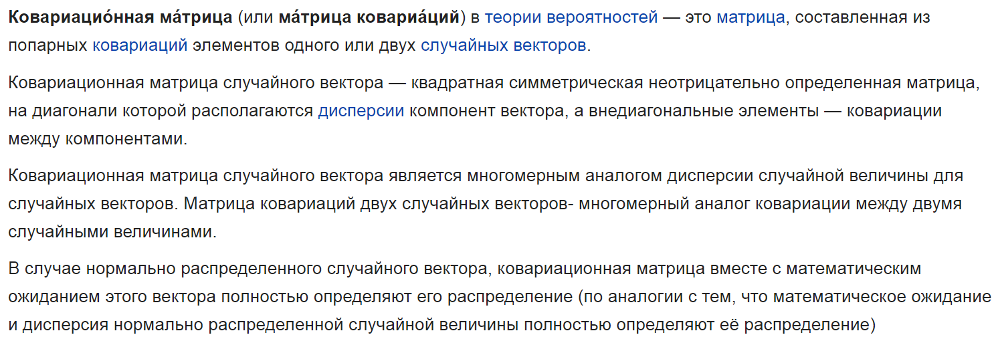 Ковариацио́нная ма́трица (или ма́трица ковариа́ций) в теории вероятностей — это матрица, составленная из
попарных ковариаций элементов одного или двух случайных векторов.
Ковариационная матрица случайного вектора — квадратная симметрическая неотрицательно определенная матрица,
на диагонали которой располагаются дисперсии компонент вектора, а внедиагональные элементы — ковариации
между компонентами.
Ковариационная матрица случайного вектора является многомерным аналогом дисперсии случайной величины для
случайных векторов. Матрица ковариаций двух случайных векторов- многомерный аналог ковариации между двумя
случайными величинами.
В случае нормально распределенного случайного вектора, ковариационная матрица вместе с математическим
ожиданием этого вектора полностью определяют его распределение (по аналогии с тем, что математическое ожидание
и дисперсия нормально распределенной случайной величины полностью определяют её распределение)